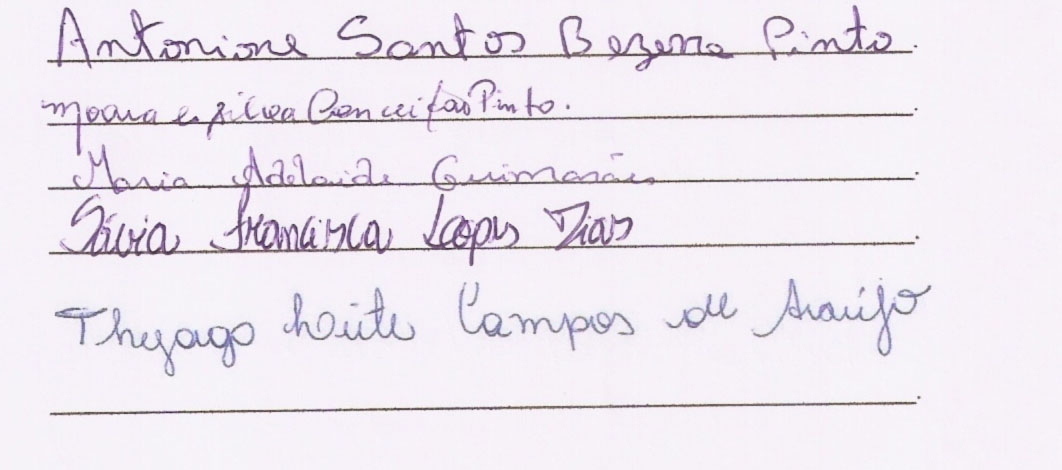 Antonione Santos Bezerra Pinto
Moara e Silva Conceição Pinto.
Maria Adelaide Guimarães
Sávia Francisca Lopes Dias
Thyago Leite Campos de Araújo